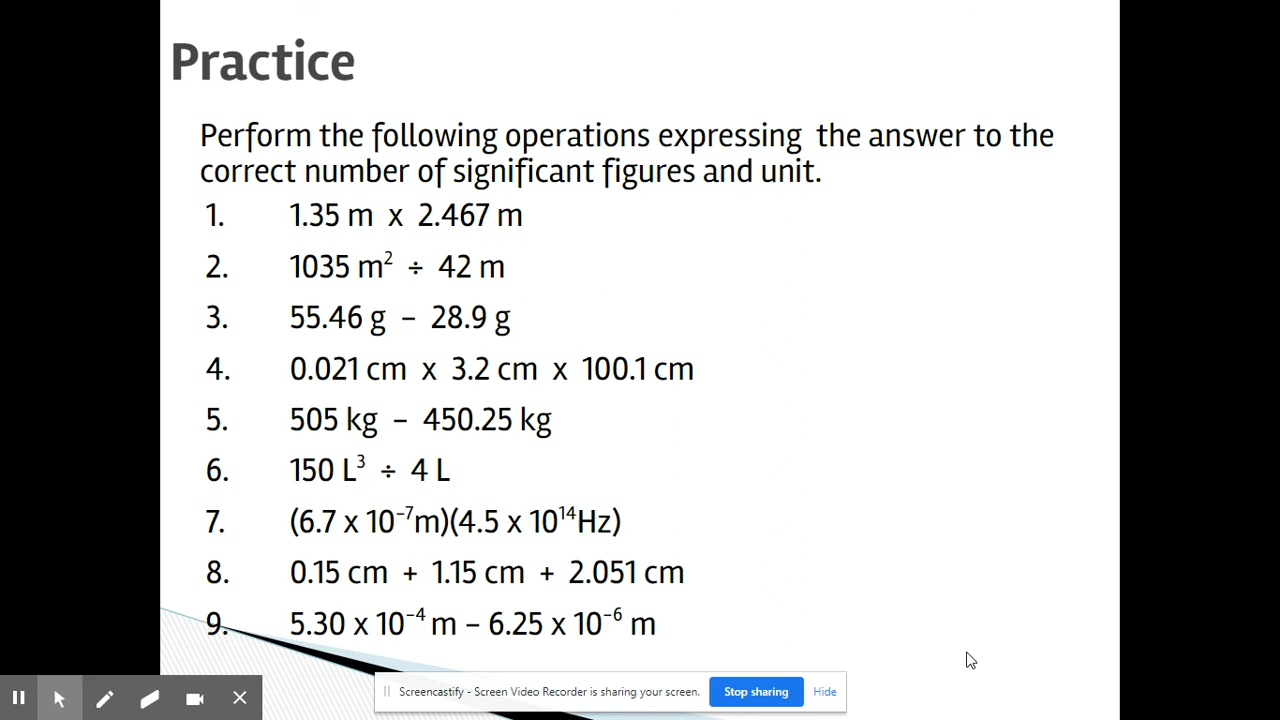 Practice
Perform the following operations expressing the answer to the
correct number of significant figures and unit.
1. 1.35 m x 2.467 m
2. 1035 m² ÷ 42 m
3. 55.46 g – 28.9 g
4. 0.021 cm x 3.2 cm x 100.1 cm
5. 505 kg – 450.25 kg
6. 150 L³ ÷ 4 L
7. (6.7 x 10⁻⁷m)(4.5 x 10¹⁴Hz)
8. 0.15 cm + 1.15 cm + 2.051 cm
9. 5.30 x 10⁻⁴ m – 6.25 x 10⁻⁶ m
Screencastify - Screen Video Recorder is sharing your screen. Stop sharing Hide